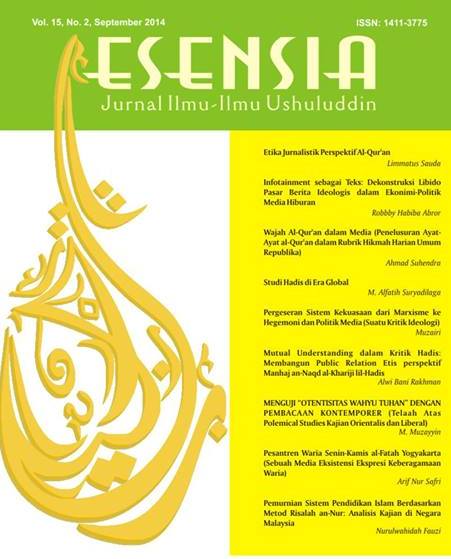 Vol. 15, No. 2, September 2014
ISSN: 1411-3775
ESENSIA
Jurnal Ilmu-Ilmu Ushuluddin
Etika Jurnalistik Perspektif Al-Qur'an
Limmatus Sauda
Infotainment sebagai Teks: Dekonstruksi Libido
Pasar Berita Ideologis dalam Ekonimi-Politik
Media Hiburan
Robbby Habiba Abror
Wajah Al-Qur'an dalam Media (Penelusuran Ayat-
Ayat al-Qur'an dalam Rubrik Hikmah Harian Umum
Republika)
Ahmad Suhendra
Studi Hadis di Era Global
M. Alfatih Suryadilaga
Pergeseran Sistem Kekuasaan dari Marxisme ke
Hegemoni dan Politik Media (Suatu Kritik Ideologi)
Muzairi
Mutual Understanding dalam Kritik Hadis:
Membangun Public Relation Etis perspektif
Manhaj an-Naqd al-Khariji lil-Hadis
Alwi Bani Rakhman
MENGUJI "OTENTISITAS WAHYU TUHAN" DENGAN
PEMBACAAN KONTEMPORER (Telaah Atas
Polemical Studies Kajian Orientalis dan Liberal)
M. Muzayyin
Pesantren Waria Senin-Kamis al-Fatah Yogyakarta
(Sebuah Media Eksistensi Ekspresi Keberagamaan
Waria)
Arif Nur Safri
Pemurnian Sistem Pendidikan Islam Berdasarkan
Metod Risalah an-Nur: Analisis Kajian di Negara
Malaysia
Nurulwahidah Fauzi